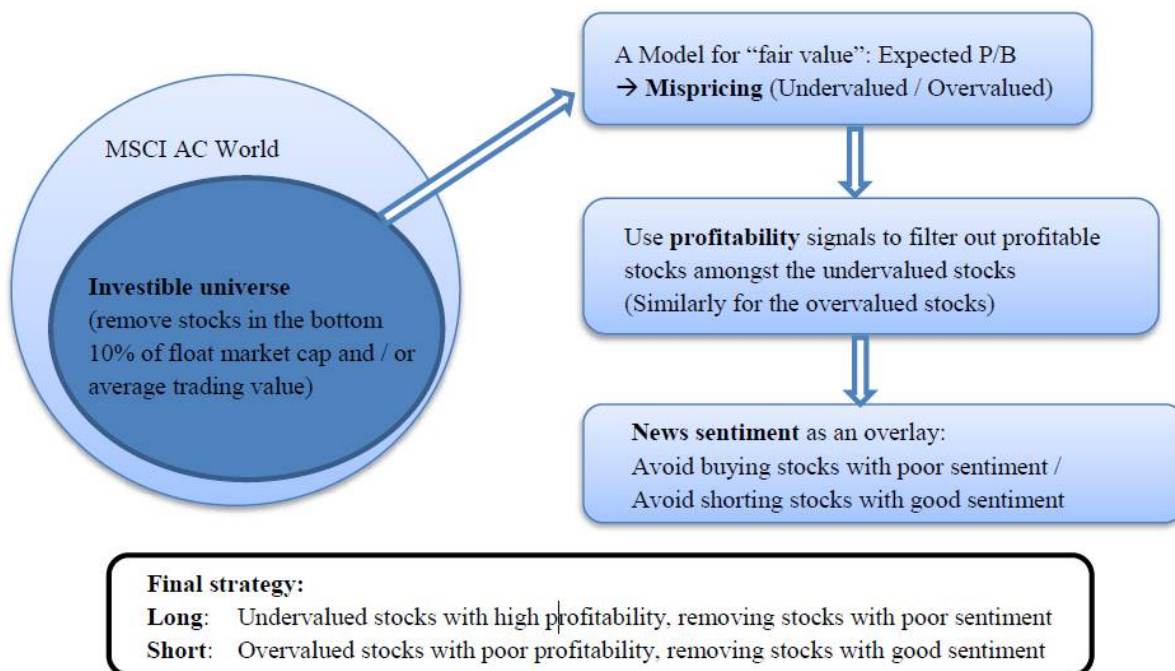 A Model for “fair value”: Expected P/B
→ Mispricing (Undervalued / Overvalued)
MSCI AC World
Investible universe
(remove stocks in the bottom
10% of float market cap and / or
average trading value)
Use profitability signals to filter out profitable
stocks amongst the undervalued stocks
(Similarly for the overvalued stocks)
News sentiment as an overlay:
Avoid buying stocks with poor sentiment /
Avoid shorting stocks with good sentiment
Final strategy:
Long: Undervalued stocks with high profitability, removing stocks with poor sentiment
Short: Overvalued stocks with poor profitability, removing stocks with good sentiment